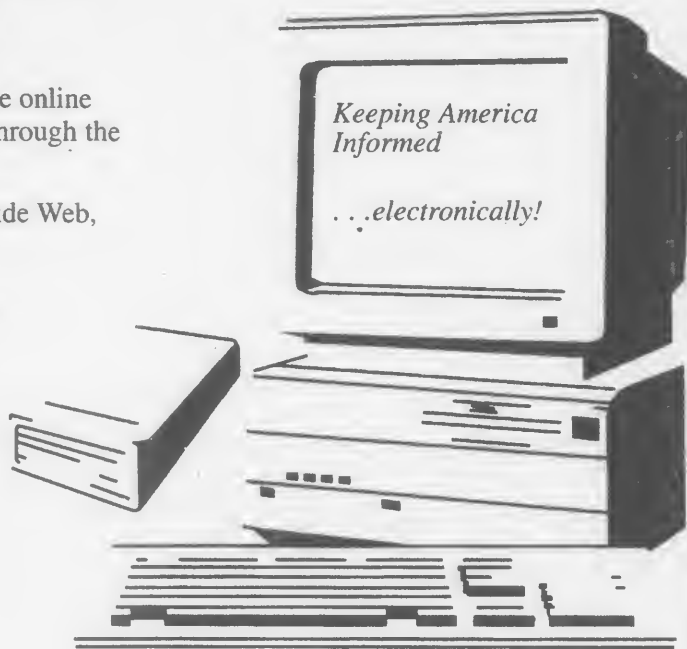 e online
hrough the
de Web,
Keeping America
Informed
. . .electronically!